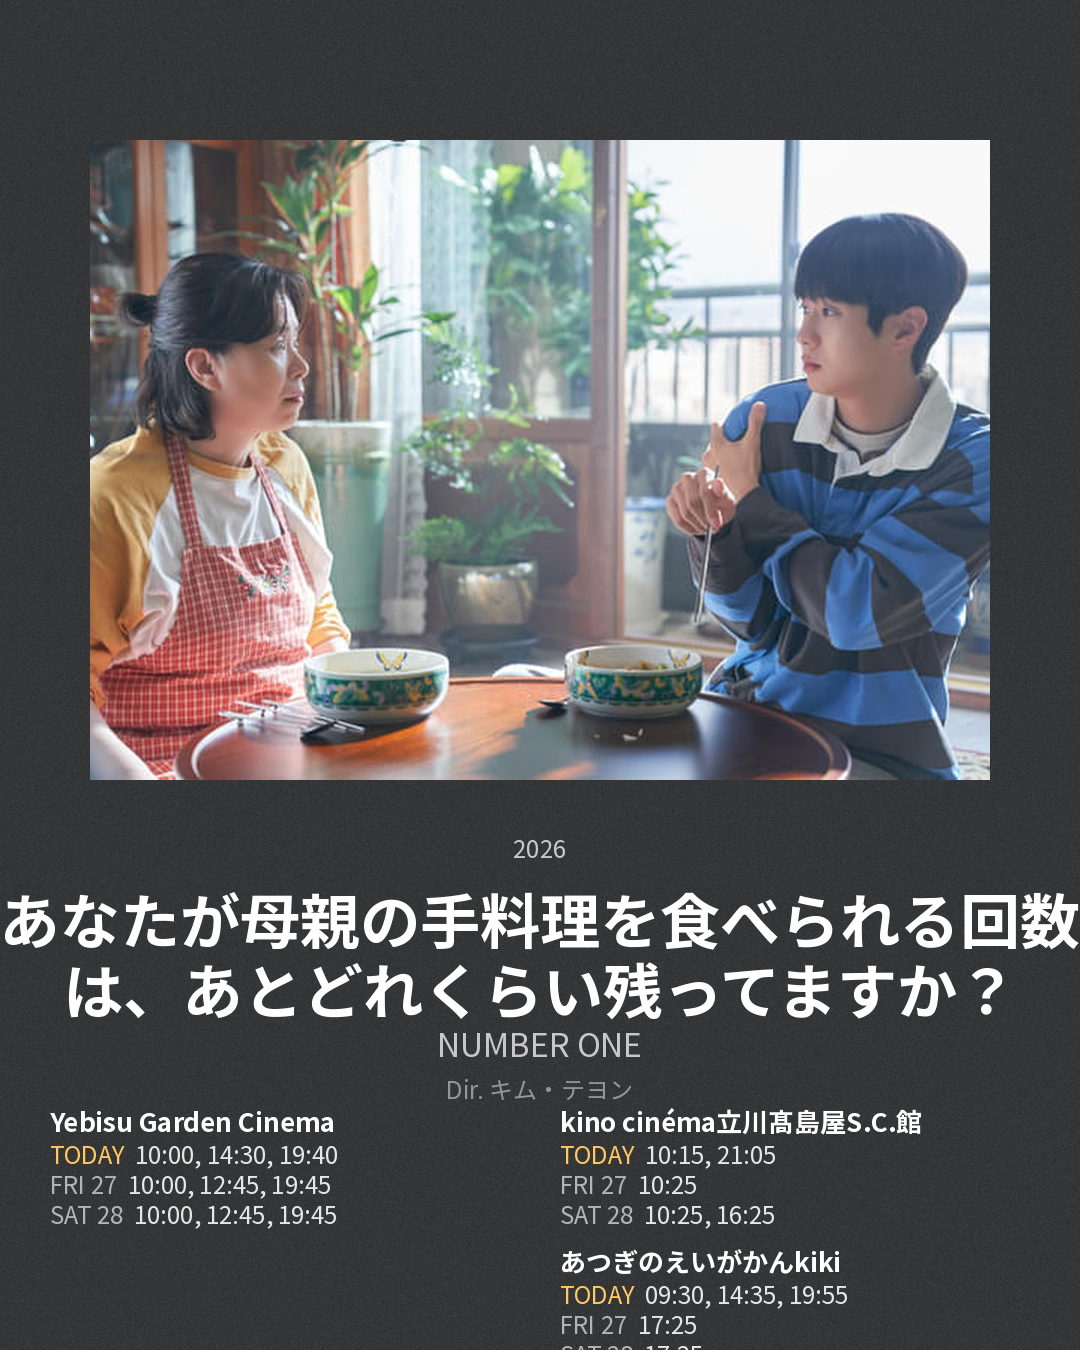 2026
あなたが母親の手料理を食べられる回数
は、あとどれくらい残ってますか？
NUMBER ONE
Dir. キム・テヨン
Yebisu Garden Cinema
TODAY 10:00, 14:30, 19:40
FRI 27 10:00, 12:45, 19:45
SAT 28 10:00, 12:45, 19:45
kino cinéma立川髙島屋S.C.館
TODAY 10:15, 21:05
FRI 27 10:25
SAT 28 10:25, 16:25
あつぎのえいがかんkiki
TODAY 09:30, 14:35, 19:55
FRI 27 17:25